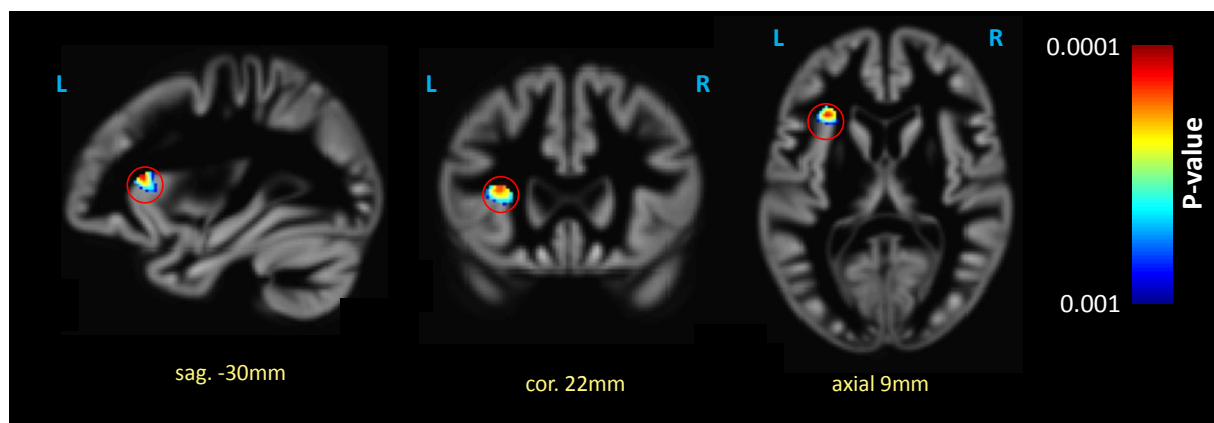 L
L
R
L
R
0.0001
0.001
P-value
sag. -30mm
cor. 22mm
axial 9mm